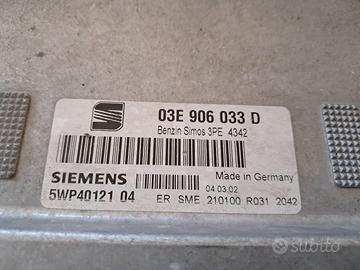 03E 906 033 D
Benzin Simos 3PE 4342
SIEMENS
Made in Germany
04.03.02
5WP40121 04
ER SME 210100 R031 2042
subito